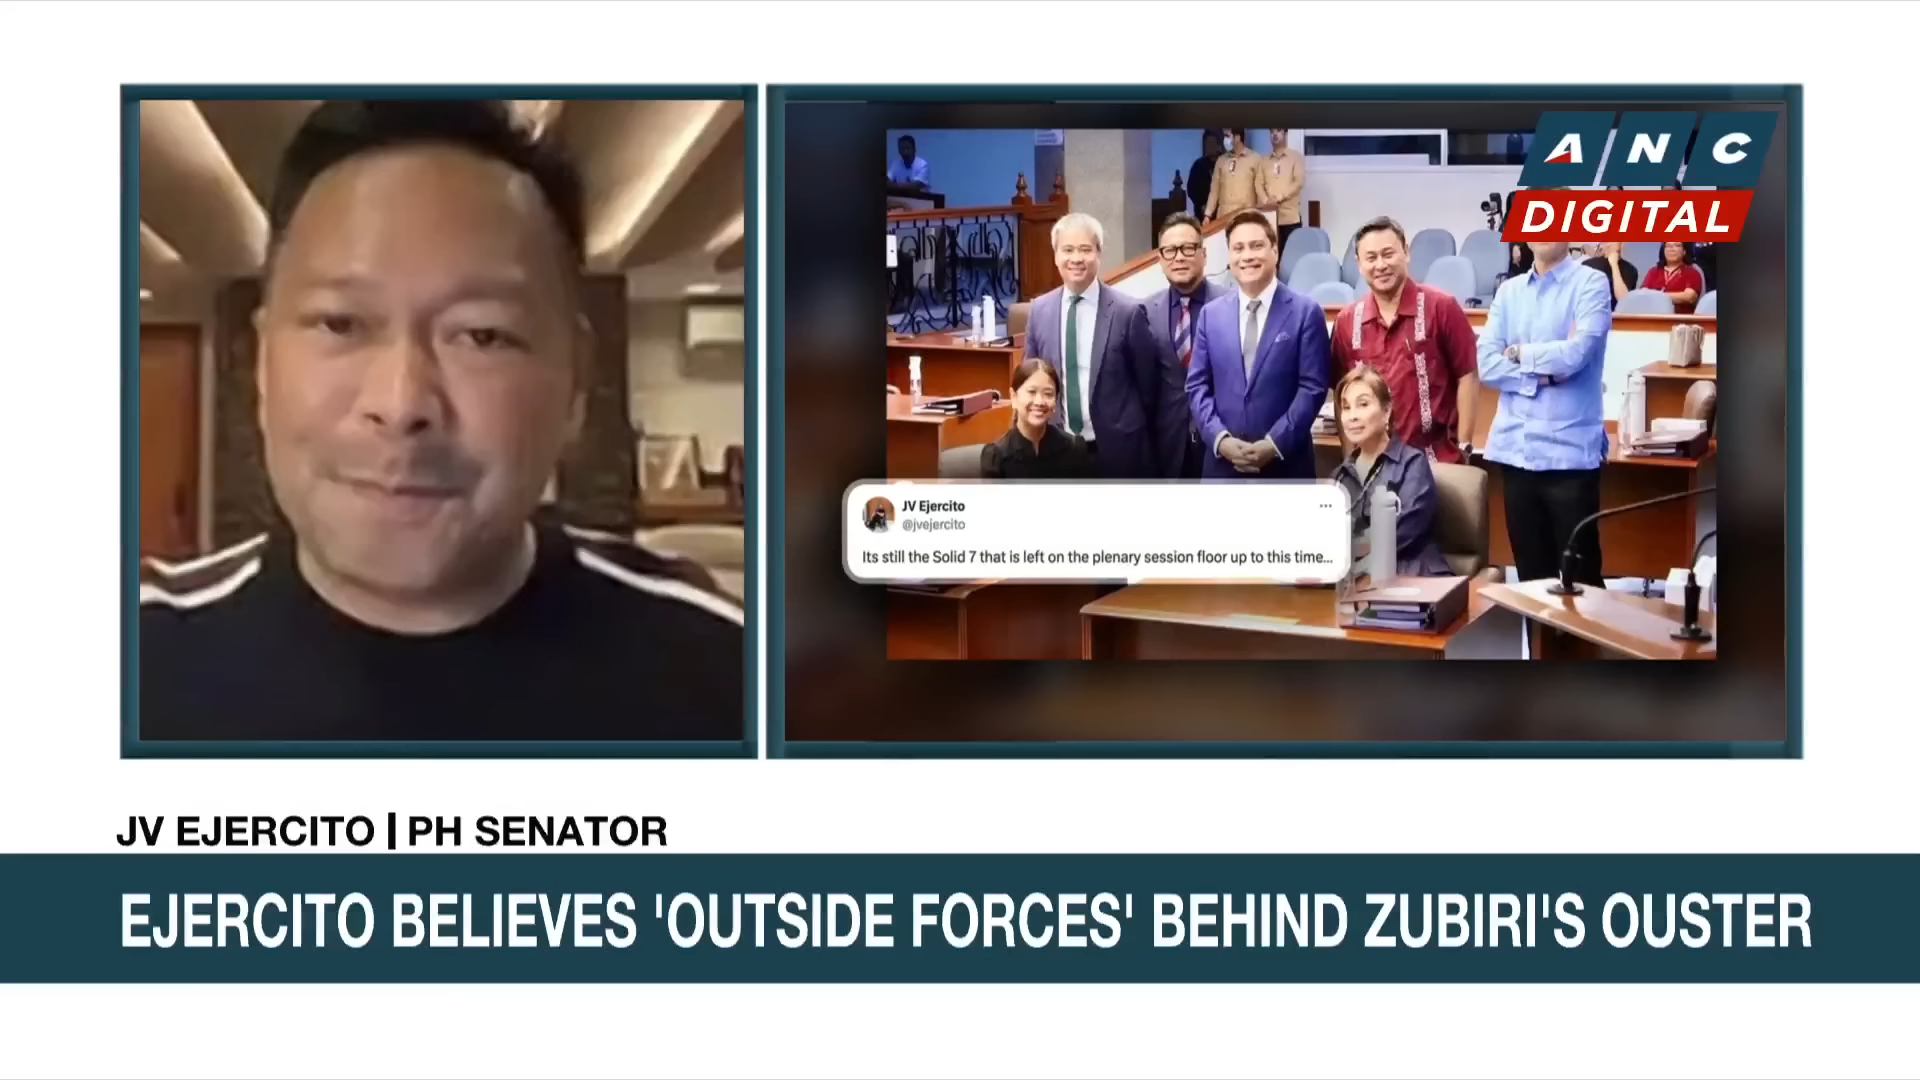 ANC
DIGITAL
JV Ejercito
@jvejercito
Its still the Solid 7 that is left on the plenary session floor up to this time...
JV EJERCITO | PH SENATOR
EJERCITO BELIEVES 'OUTSIDE FORCES' BEHIND ZUBIRI'S OUSTER